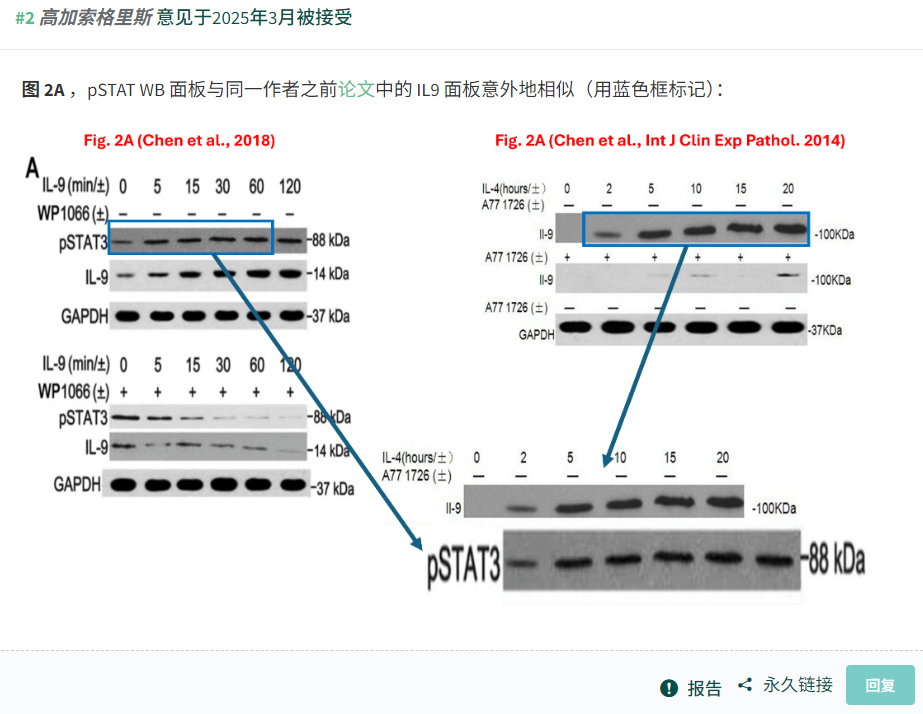 #2 高加索格里斯 意见于2025年3月被接受
图 2A ，pSTAT WB 面板与同一作者之前论文中的 IL9 面板意外地相似（用蓝色框标记）：
Fig. 2A (Chen et al., 2018)
A
IL-9 (min/±) 0 5 15 30 60 120
WP1066 (±) – – – – – –
pSTAT3 -88 kDa
IL-9 -14 kDa
GAPDH -37 kDa
IL-9 (min/±) 0 5 15 30 60 120
WP1066 (±) + + + + + +
pSTAT3 -88 kDa
IL-9 -14 kDa
GAPDH -37 kDa
Fig. 2A (Chen et al., Int J Clin Exp Pathol. 2014)
IL-4(hours/±) 0 2 5 10 15 20
A77 1726 (±) — — — — — —
Il-9 -100KDa
A77 1726 (±) + + + + + +
Il-9 -100KDa
A77 1726 (±) — — — — — —
GAPDH -37KDa
IL-4(hours/±) 0 2 5 10 15 20
A77 1726 (±) — — — — — —
Il-9 -100KDa
pSTAT3 -88 kDa
报告 永久链接 回复